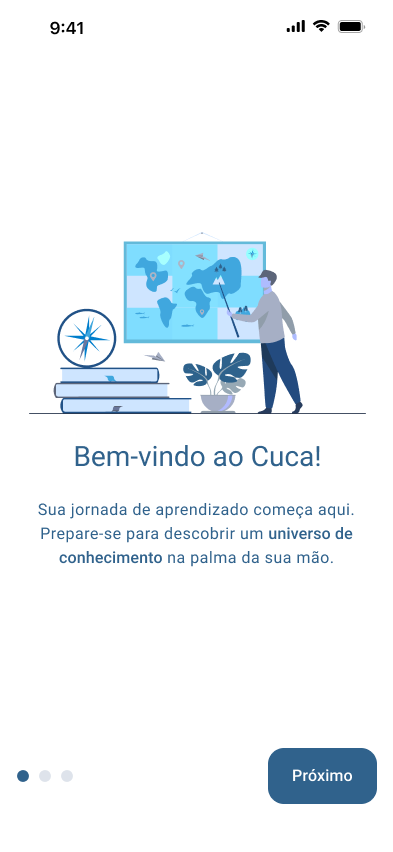 9:41
Bem-vindo ao Cuca!
Sua jornada de aprendizado começa aqui.
Prepare-se para descobrir um universo de
conhecimento na palma da sua mão.
Próximo